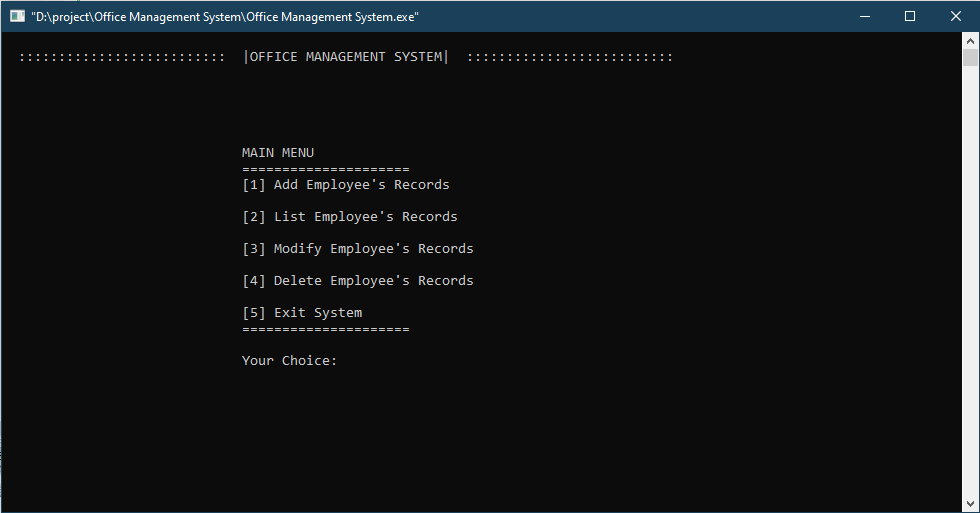 "D:\project\Office Management System\Office Management System.exe"
:::::::::::::::::::::::::: |OFFICE MANAGEMENT SYSTEM| ::::::::::::::::::::::::::
MAIN MENU
=====================
[1] Add Employee's Records
[2] List Employee's Records
[3] Modify Employee's Records
[4] Delete Employee's Records
[5] Exit System
=====================
Your Choice: